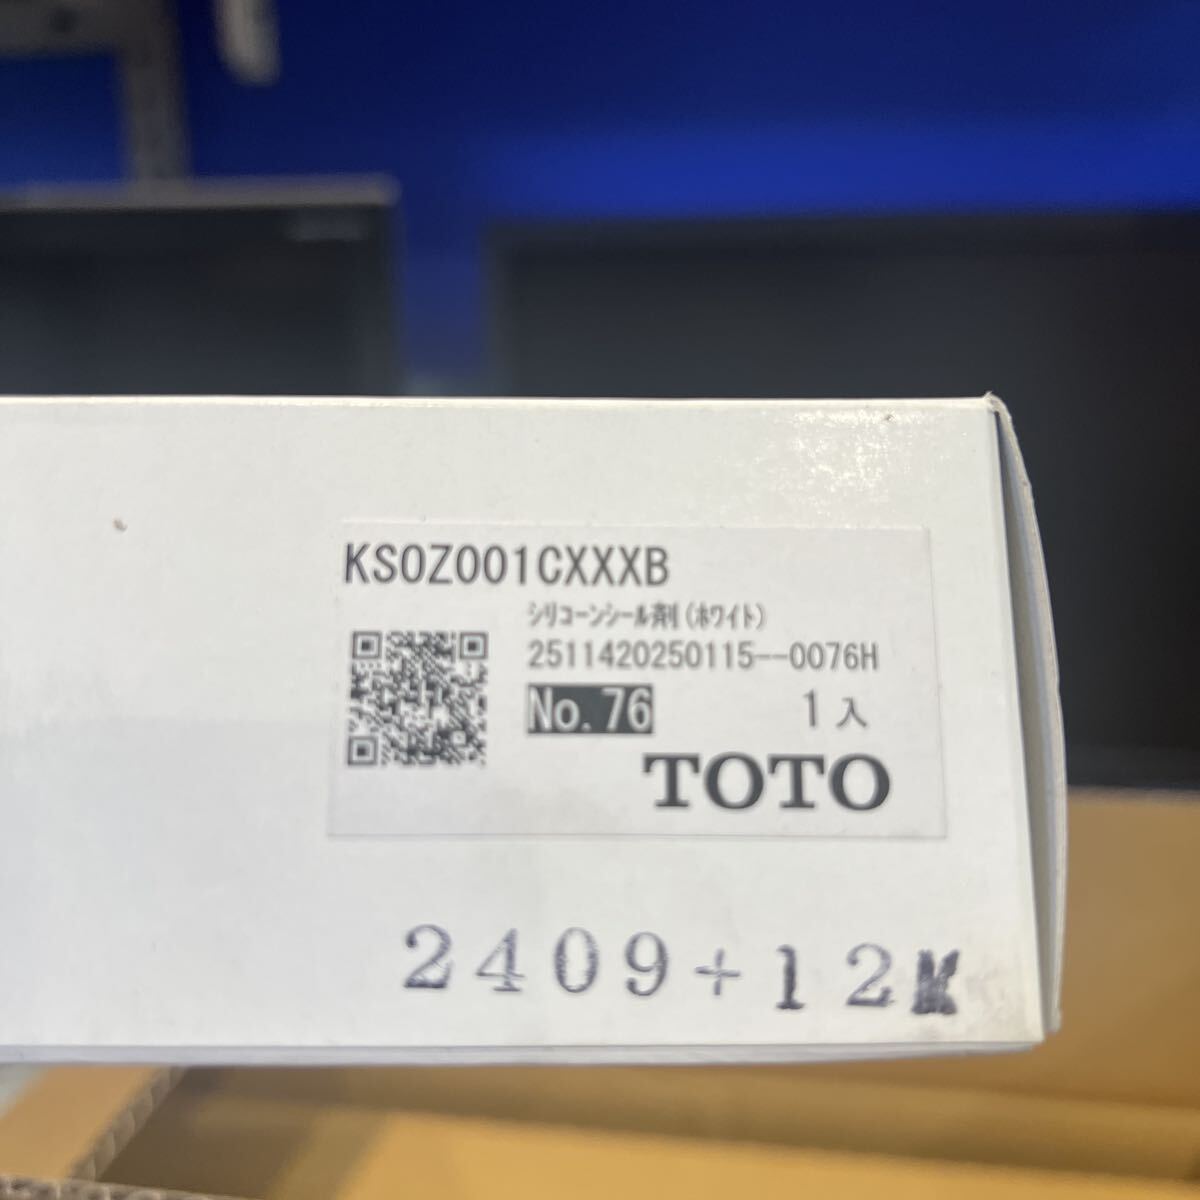 KS0Z001CXXXB
シリコーンシール剤(ホワイト)
2511420250115--0076H
No.76 1入
TOTO
2409+12M